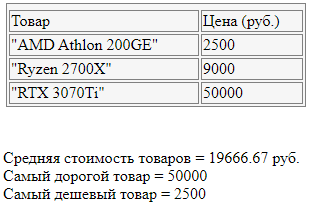 Товар Цена (руб.)
"AMD Athlon 200GE" 2500
"Ryzen 2700X" 9000
"RTX 3070Ti" 50000
Средняя стоимость товаров = 19666.67 руб.
Самый дорогой товар = 50000
Самый дешевый товар = 2500